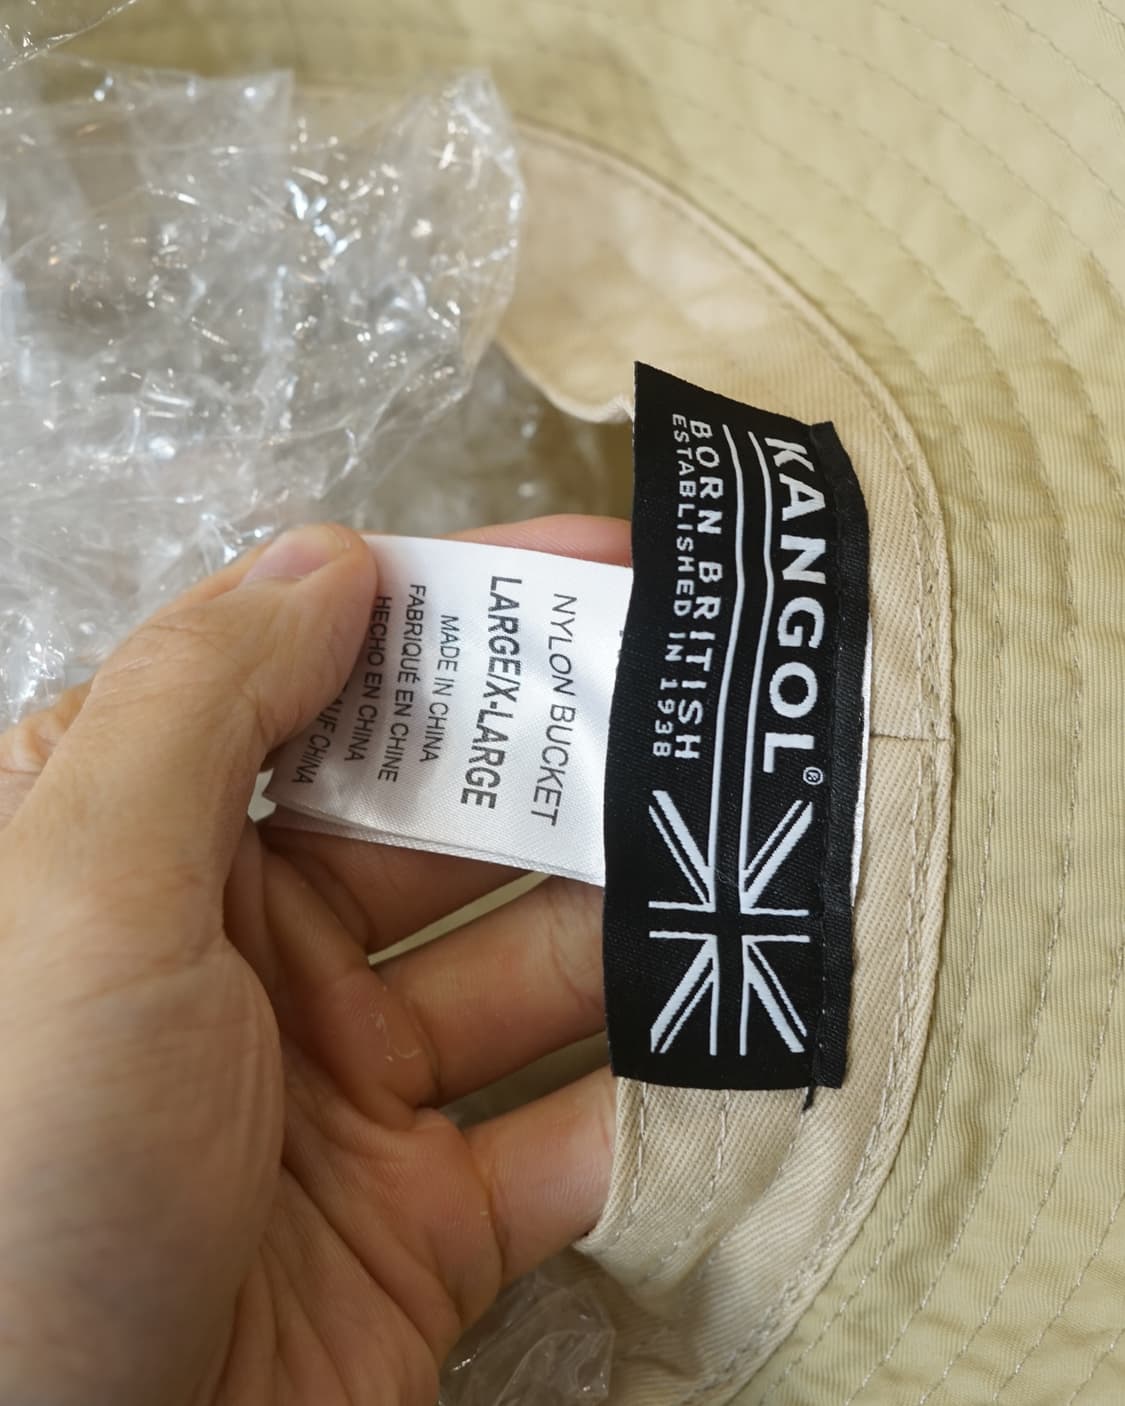 KANGOL®
BORN BRITISH
ESTABLISHED IN 1938
NYLON BUCKET
LARGE/X-LARGE
MADE IN CHINA
FABRIQUÉ EN CHINE
HECHO EN CHINA
CHINA